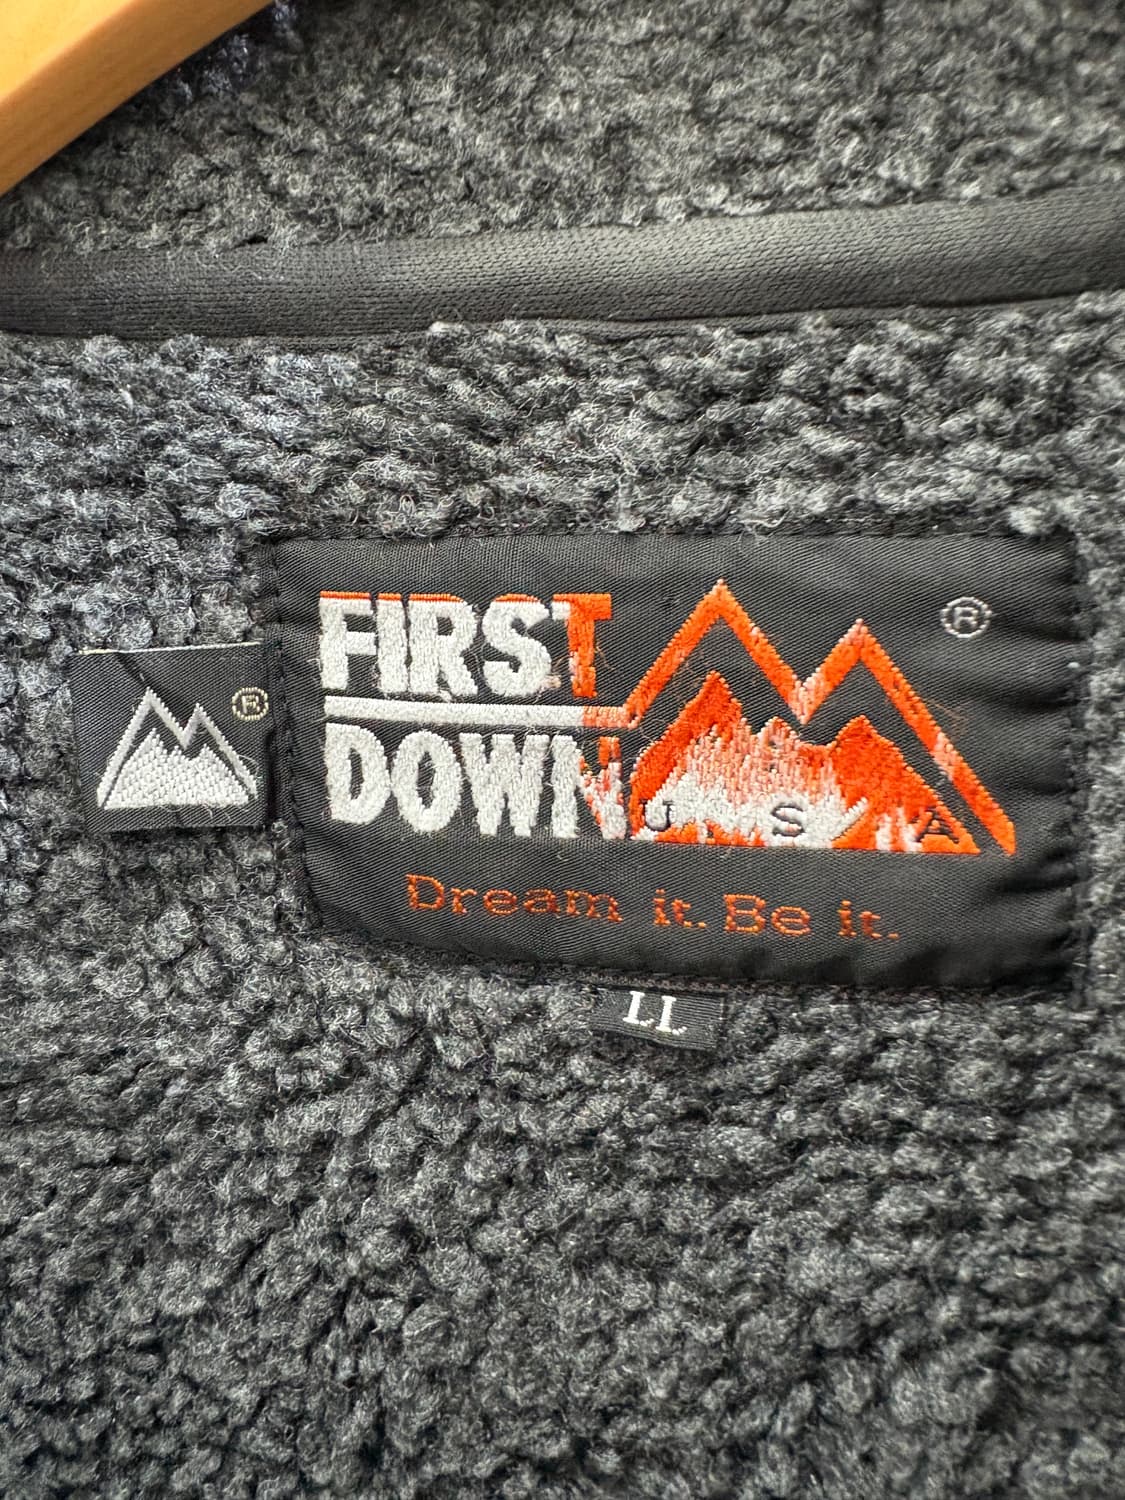 FIRST
®
®
DOWN
U S A
Dream it. Be it.
LL